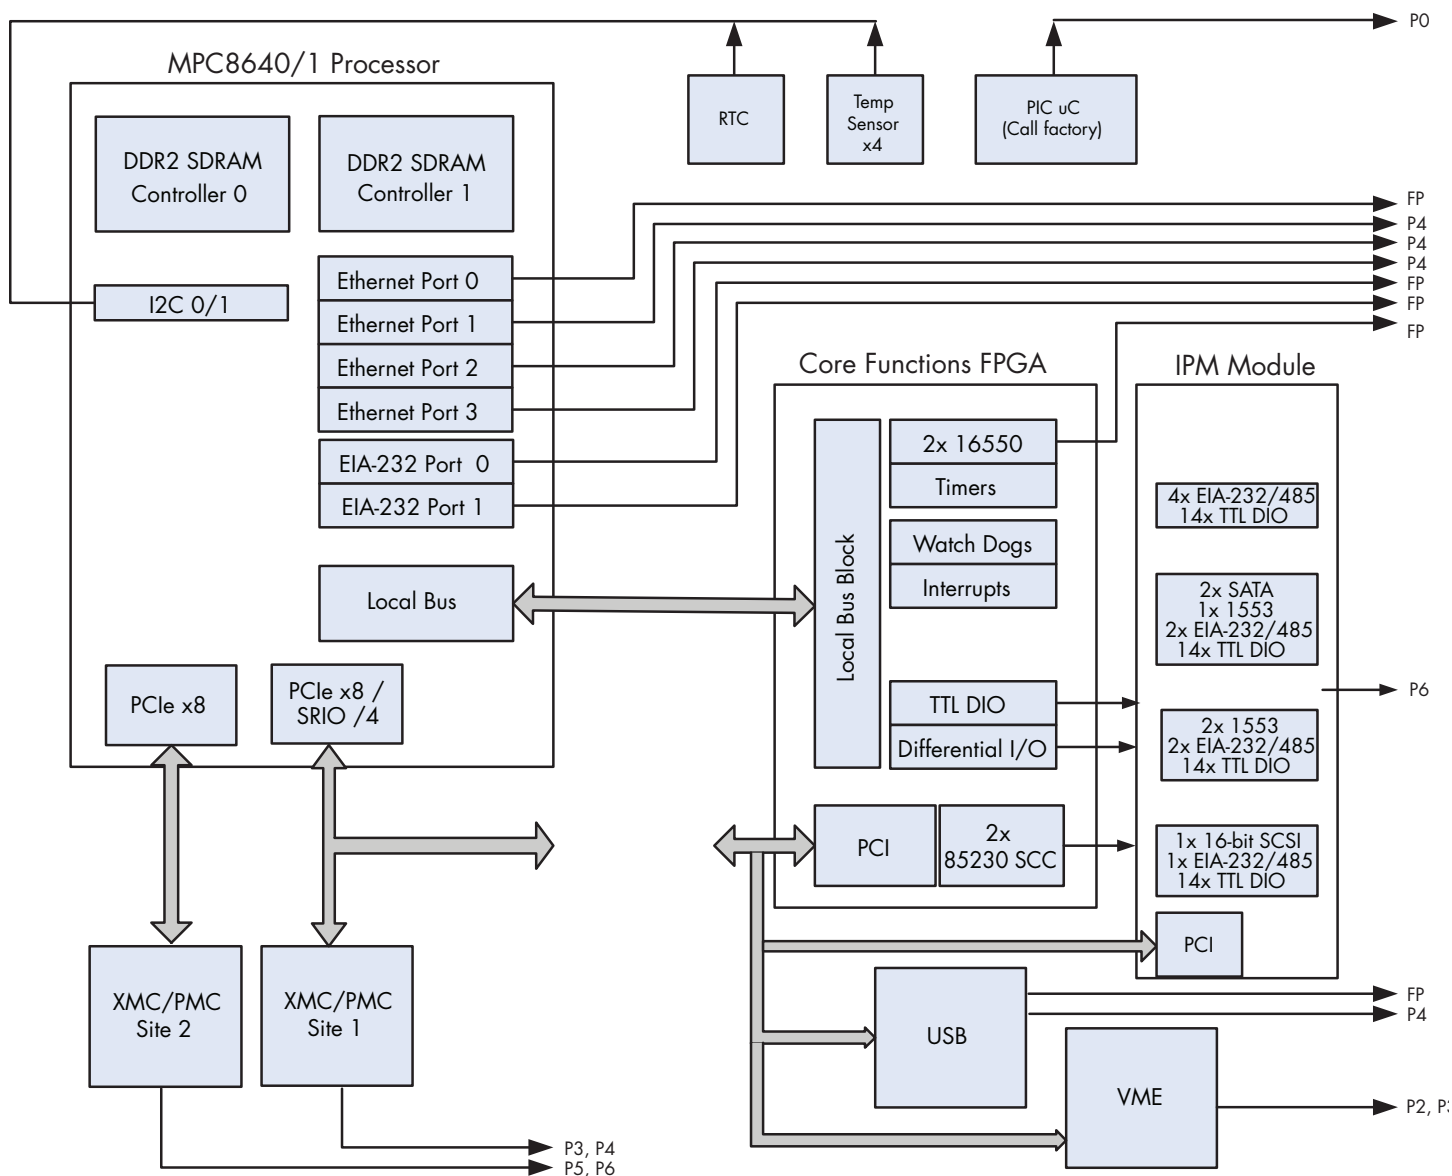 P0
MPC8640/1 Processor
RTC
Temp
Sensor
x4
PIC uC
(Call factory)
DDR2 SDRAM
Controller 0
DDR2 SDRAM
Controller 1
FP
P4
P4
P4
FP
FP
FP
I2C 0/1
Ethernet Port 0
Ethernet Port 1
Ethernet Port 2
Ethernet Port 3
EIA-232 Port 0
EIA-232 Port 1
Local Bus
PCIe x8
PCIe x8 /
SRIO /4
Core Functions FPGA
Local Bus Block
2x 16550
Timers
Watch Dogs
Interrupts
TTL DIO
Differential I/O
PCI
2x
85230 SCC
IPM Module
4x EIA-232/485
14x TTL DIO
2x SATA
1x 1553
2x EIA-232/485
14x TTL DIO
P6
2x 1553
2x EIA-232/485
14x TTL DIO
1x 16-bit SCSI
1x EIA-232/485
14x TTL DIO
PCI
XMC/PMC
Site 2
XMC/PMC
Site 1
USB
FP
P4
VME
P2,
P3, P4
P5, P6